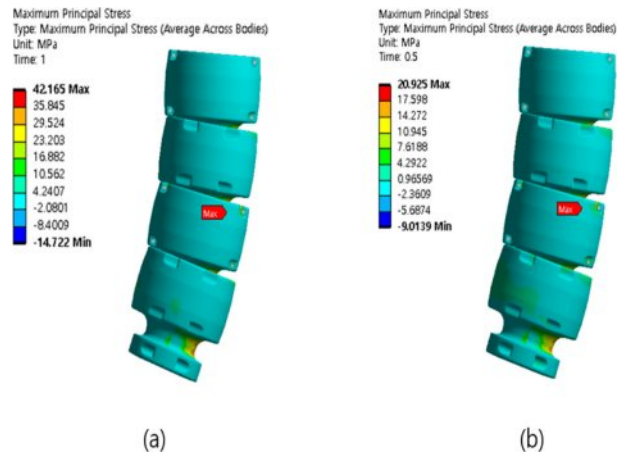 Maximum Principal Stress
Type: Maximum Principal Stress (Average Across Bodies)
Unit: MPa
Time: 1
42.165 Max
35.845
29.524
23.203
16.882
10.562
4.2407
-2.0801
-8.4009
-14.722 Min
Max
(a)
Maximum Principal Stress
Type: Maximum Principal Stress (Average Across Bodies)
Unit: MPa
Time: 0.5
20.925 Max
17.598
14.272
10.945
7.6188
4.2922
0.96569
-2.3609
-5.6874
-9.0139 Min
Max
(b)